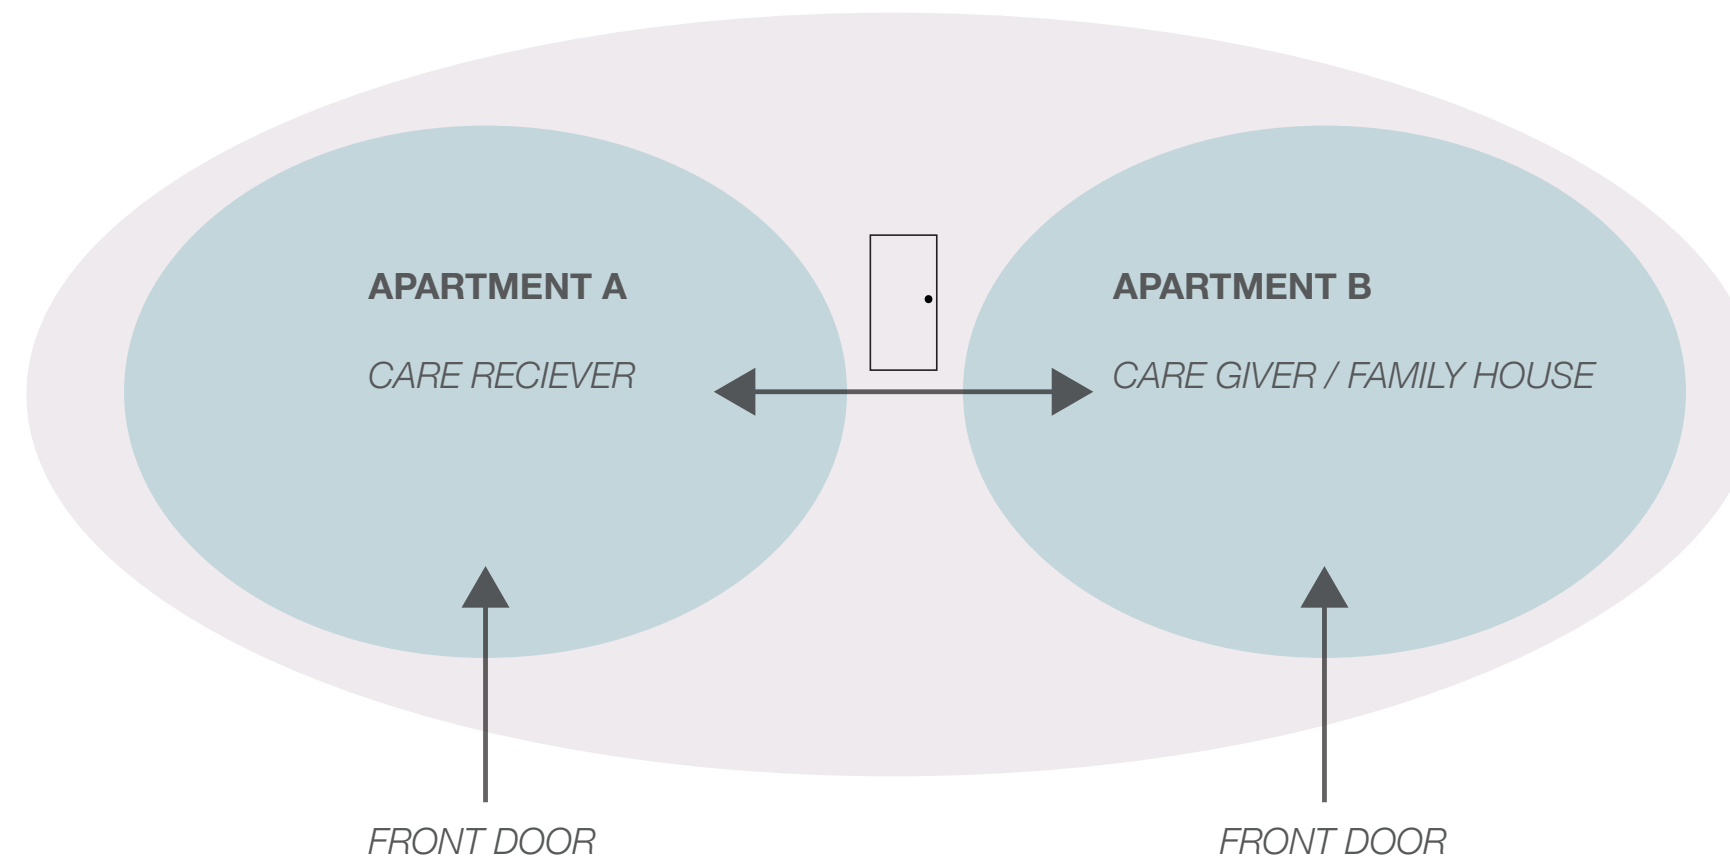 APARTMENT A
CARE RECIEVER
APARTMENT B
CARE GIVER / FAMILY HOUSE
FRONT DOOR
FRONT DOOR